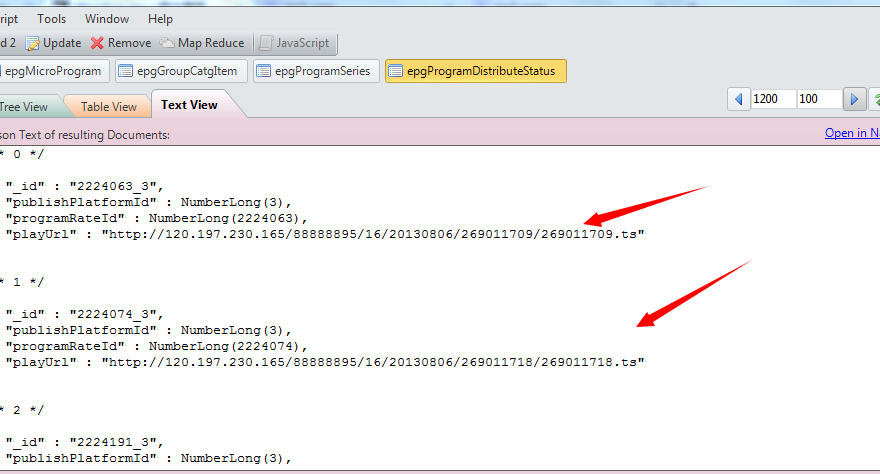 ript Tools Window Help
d 2 Update Remove Map Reduce JavaScript
epgMicroProgram epgGroupCatgItem epgProgramSeries epgProgramDistributeStatus
Tree View Table View Text View 1200 100
son Text of resulting Documents: Open in Na
* 0 */
"_id" : "2224063_3",
"publishPlatformId" : NumberLong(3),
"programRateId" : NumberLong(2224063),
"playUrl" : "http://120.197.230.165/88888895/16/20130806/269011709/269011709.ts"
* 1 */
"_id" : "2224074_3",
"publishPlatformId" : NumberLong(3),
"programRateId" : NumberLong(2224074),
"playUrl" : "http://120.197.230.165/88888895/16/20130806/269011718/269011718.ts"
* 2 */
"_id" : "2224191_3",
"publishPlatformId" : NumberLong(3),